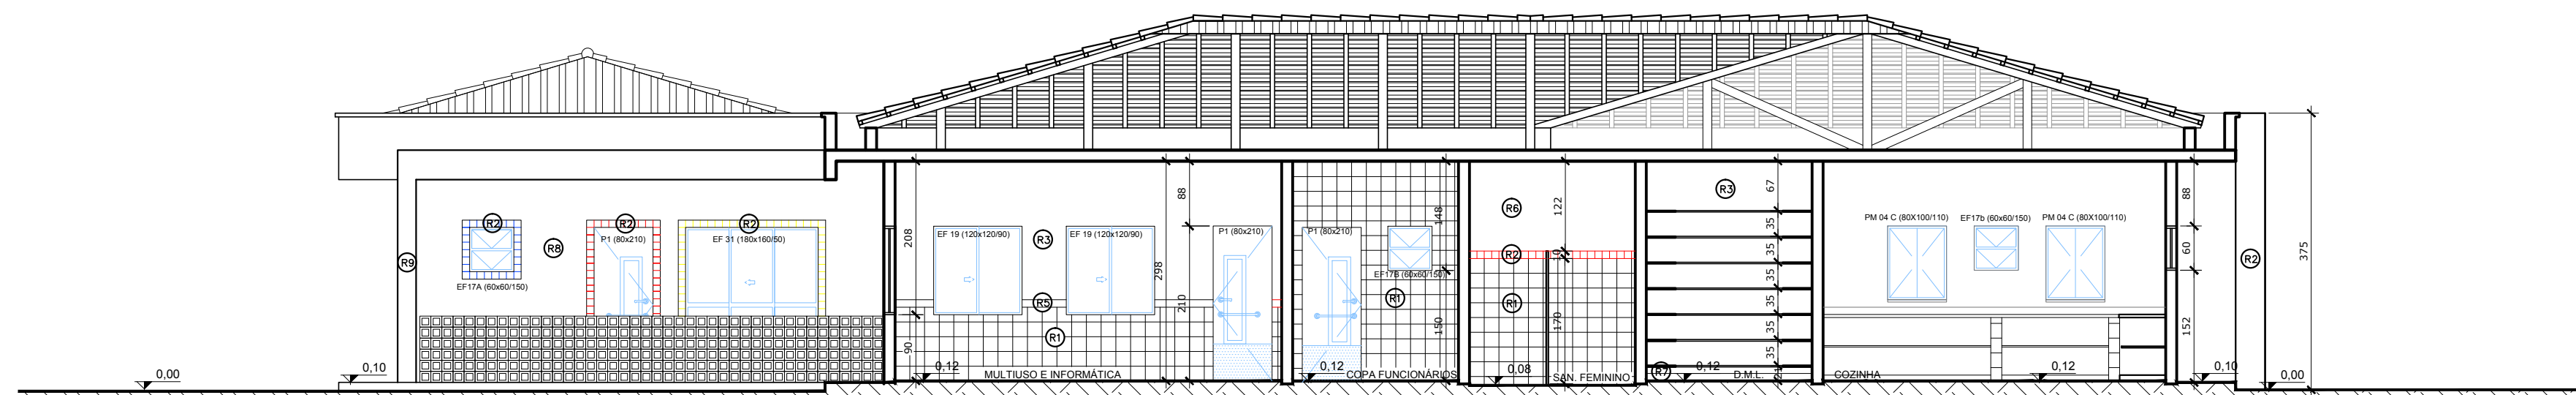 R2
R2
R2
R8
R9
P1 (80x210)
EF 31 (180x160/50)
EF17A (60x60/150)
0,00
0,10
208
90
0,12
EF 19 (120x120/90)
R3
EF 19 (120x120/90)
R5
R1
MULTIUSO E INFORMÁTICA
298
88
210
P1 (80x210)
P1 (80x210)
148
EF17B (60x60/150)
R1
150
0,12
COPA FUNCIONÁRIOS
R6
122
R2
10
R1
170
0,08
SAN. FEMININO
R3
67
35
35
35
35
35
35
21
R7
0,12
D.M.L.
PM 04 C (80X100/110)
EF17b (60x60/150)
PM 04 C (80X100/110)
COZINHA
0,12
88
60
152
0,10
R2
375
0,00